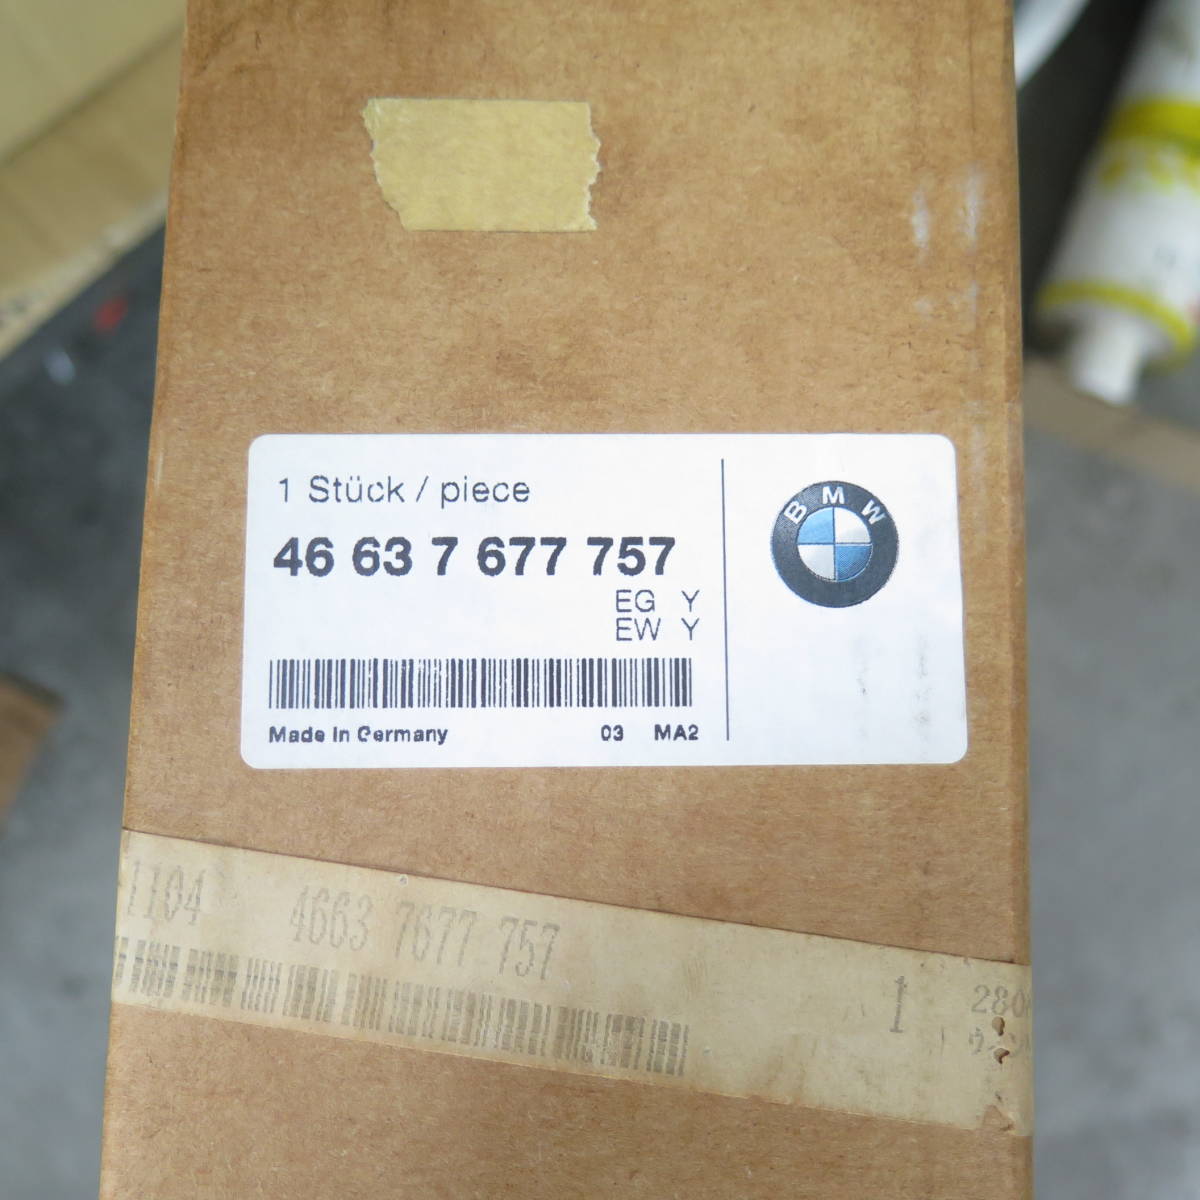 1 Stück / piece
46 63 7 677 757
EG Y
EW Y
Made in Germany 03 MA2
BMW
1104 4663 7677 757
1